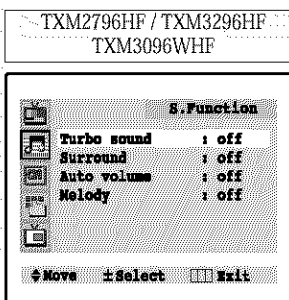 TXM2796HF / TXM3296HF
TXM3096WHF
S.Function
Turbo sound : off
Surround : off
Auto volume : off
Melody : off
Move ±Select Exit